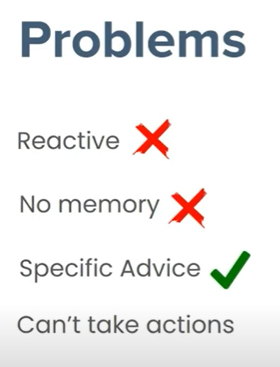 Problems
Reactive
No memory
Specific Advice
Can't take actions